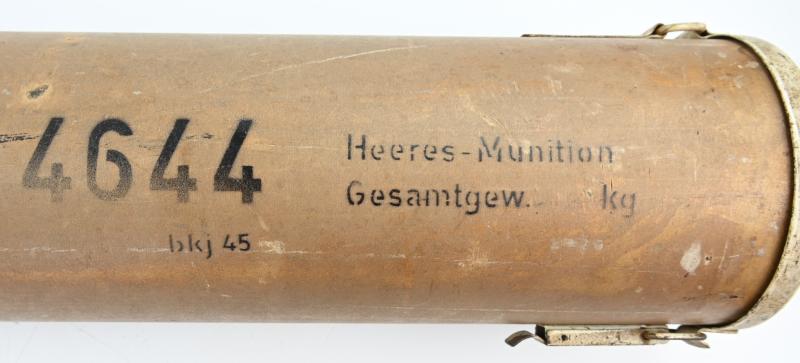 4644
Heeres-Munition
Gesamtgew. kg
bkj 45